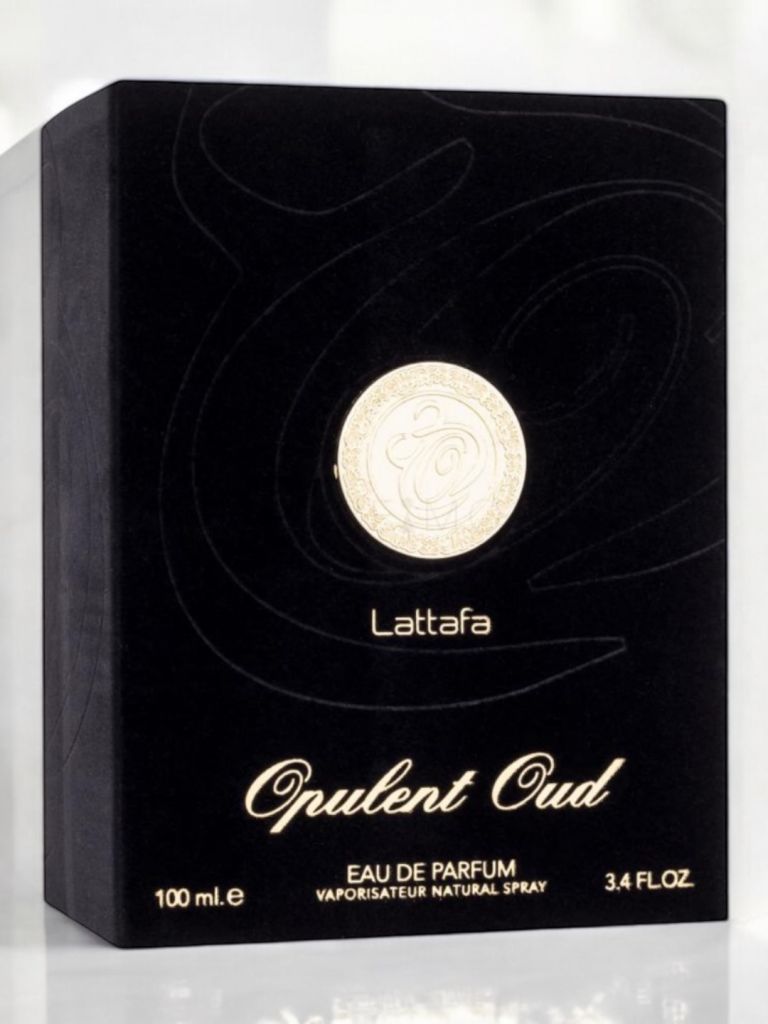 Lattafa
Opulent Oud
EAU DE PARFUM
VAPORISATEUR NATURAL SPRAY
100 ml.e
3.4 FL.OZ.